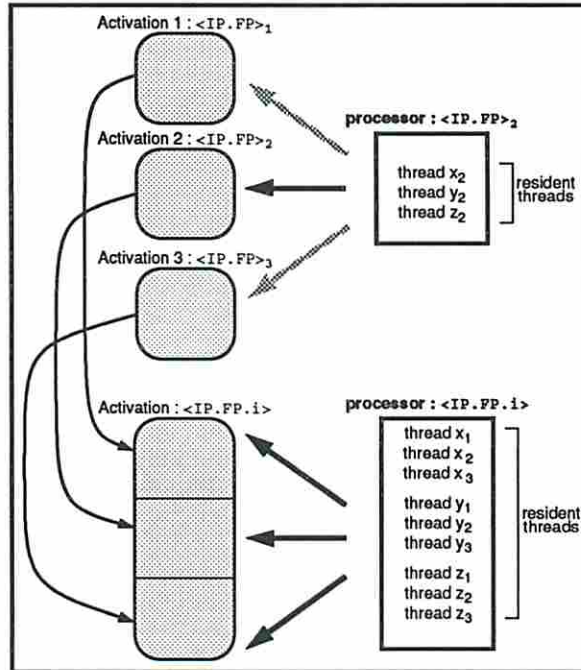 Activation 1 : <IP.FP>₁
processor : <IP.FP>₂
Activation 2 : <IP.FP>₂
thread x₂
thread y₂
thread z₂
resident
threads
Activation 3 : <IP.FP>₃
Activation : <IP.FP.i>
processor : <IP.FP.i>
thread x₁
thread x₂
thread x₃
thread y₁
thread y₂
thread y₃
thread z₁
thread z₂
thread z₃
resident
threads